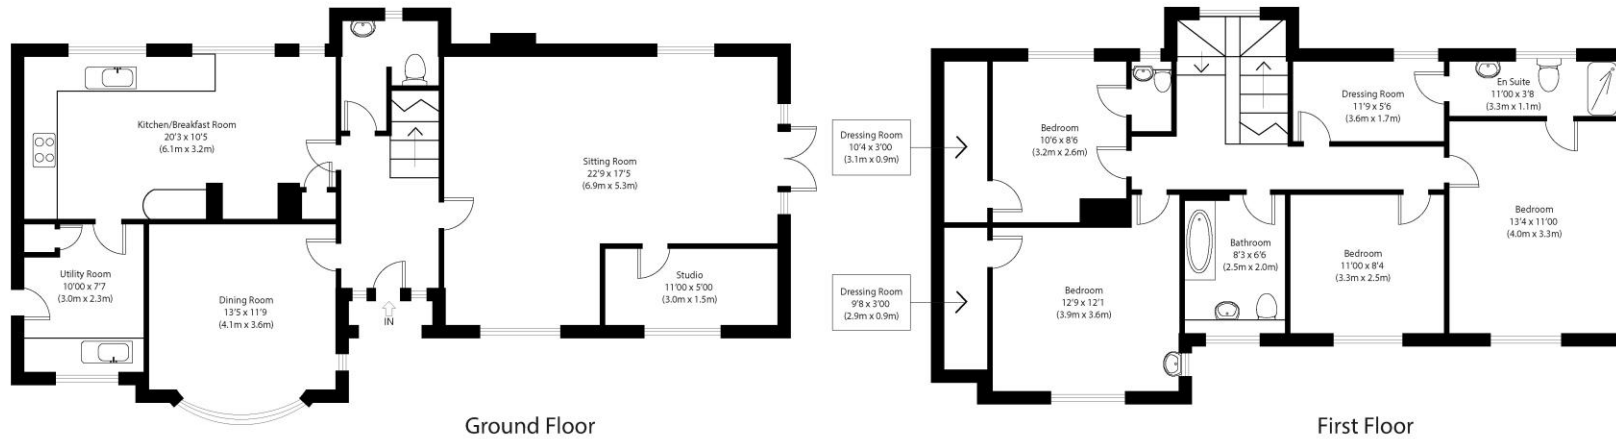 Kitchen/Breakfast Room
20'3 x 10'5
(6.1m x 3.2m)
Sitting Room
22'9 x 17'5
(6.9m x 5.3m)
Utility Room
10'00 x 7'7
(3.0m x 2.3m)
Dining Room
13'5 x 11'9
(4.1m x 3.6m)
Studio
11'00 x 5'00
(3.0m x 1.5m)
IN
Ground Floor
Dressing Room
10'4 x 3'00
(3.1m x 0.9m)
Dressing Room
9'8 x 3'00
(2.9m x 0.9m)
Bedroom
10'6 x 8'6
(3.2m x 2.6m)
Dressing Room
11'9 x 5'6
(3.6m x 1.7m)
En Suite
11'00 x 3'8
(3.3m x 1.1m)
Bedroom
12'9 x 12'1
(3.9m x 3.6m)
Bathroom
8'3 x 6'6
(2.5m x 2.0m)
Bedroom
11'00 x 8'4
(3.3m x 2.5m)
Bedroom
13'4 x 11'00
(4.0m x 3.3m)
First Floor